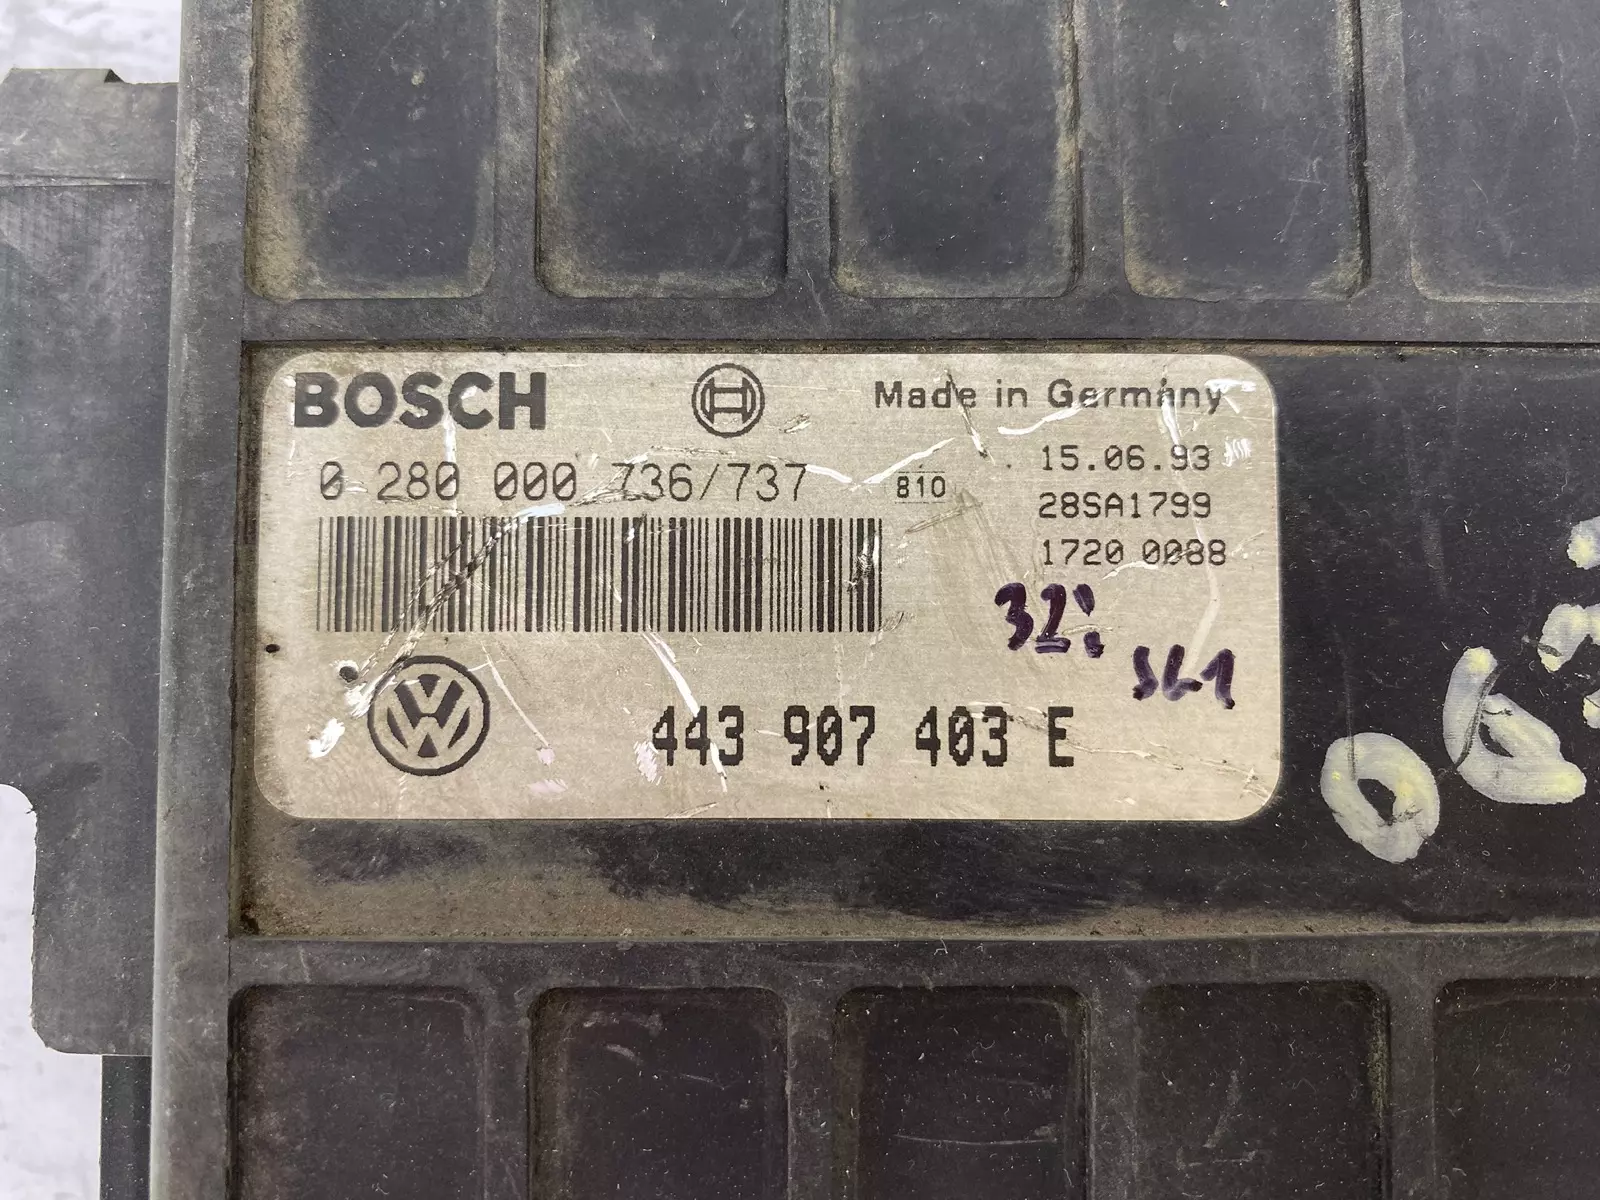 BOSCH
Made in Germany
0 280 000 736/737
810
15.06.93
28SA1799
1720 0088
32i
443 907 403 E